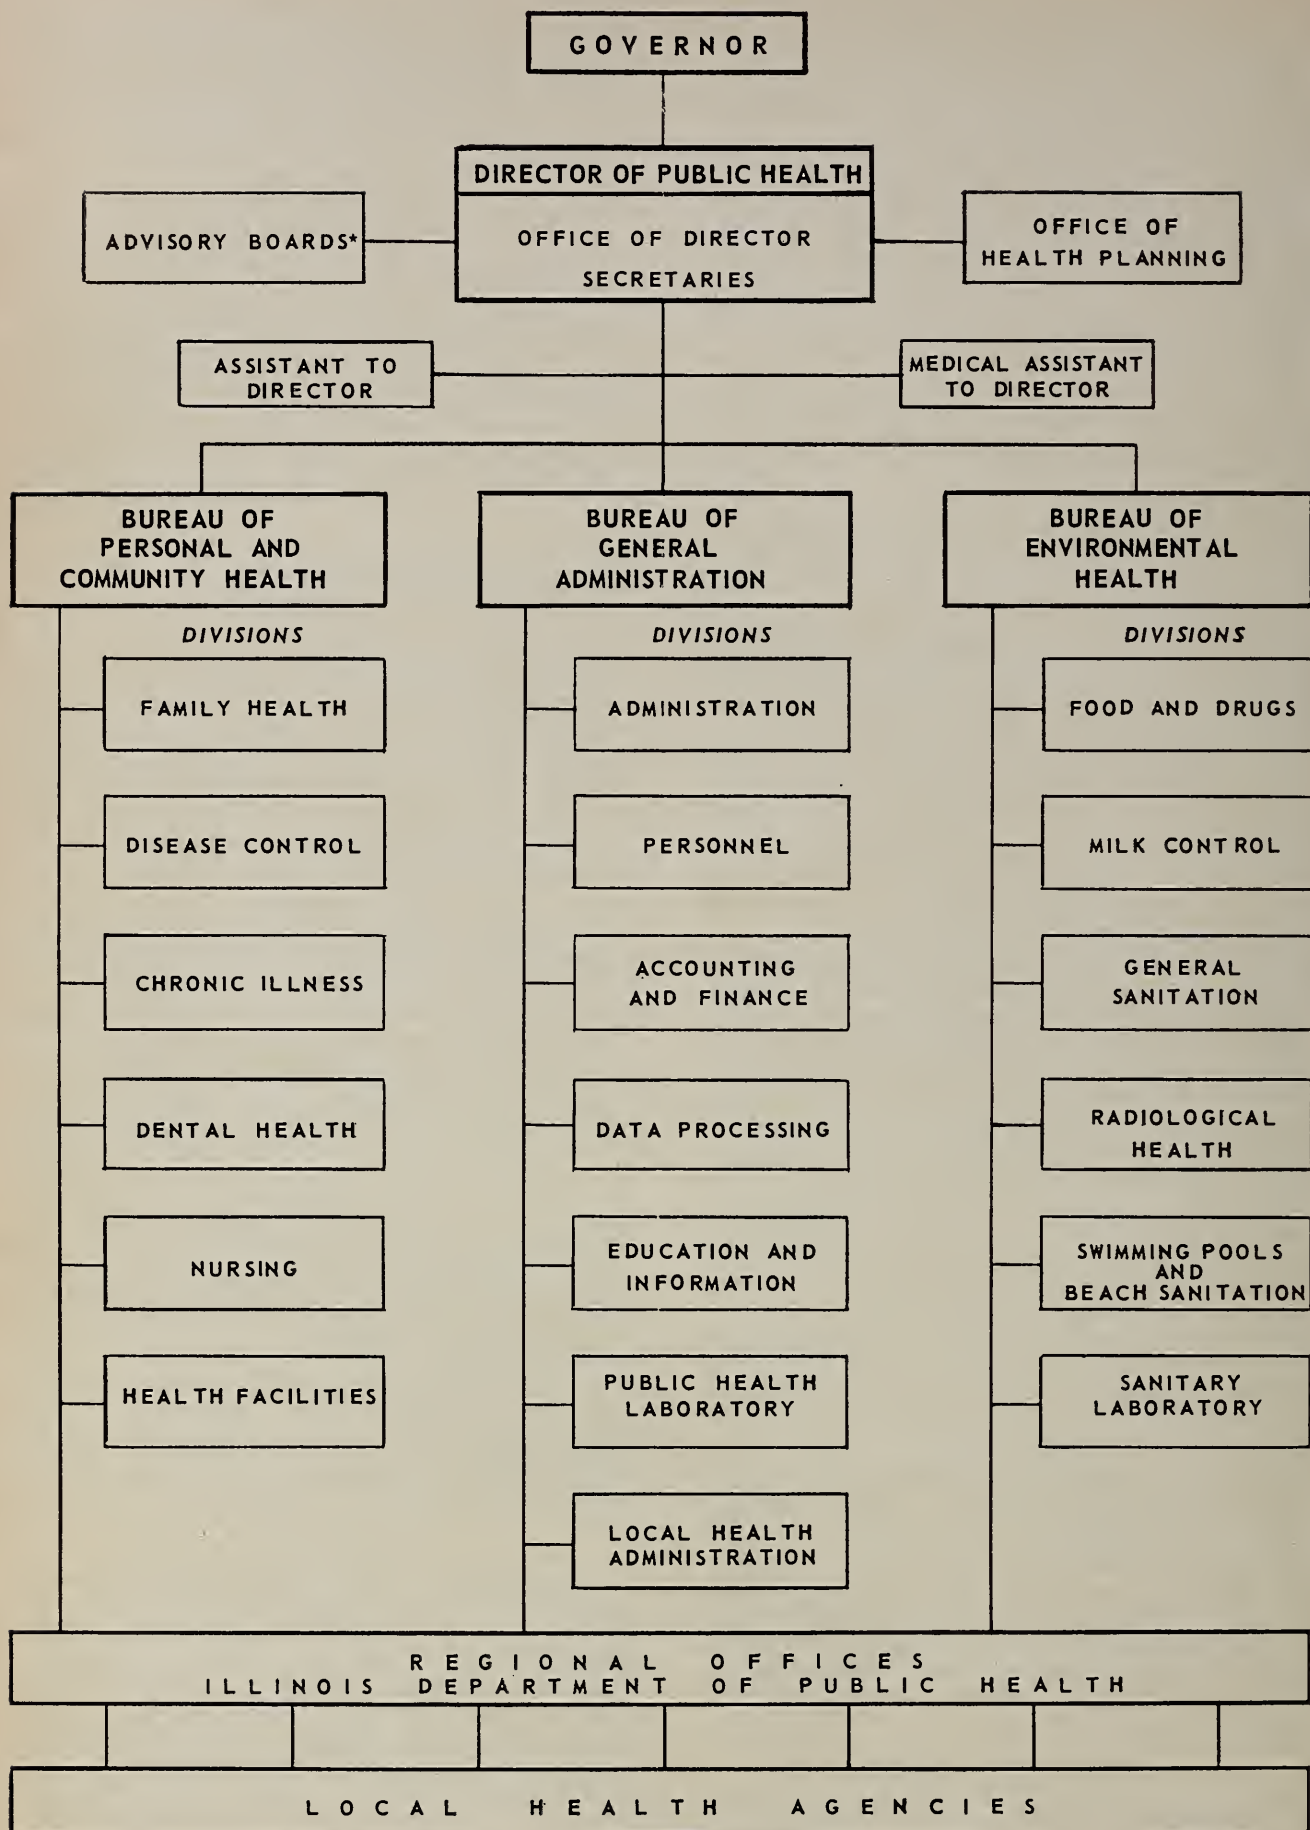 GOVERNOR
DIRECTOR OF PUBLIC HEALTH
OFFICE OF DIRECTOR
SECRETARIES
ADVISORY BOARDS*
OFFICE OF
HEALTH PLANNING
ASSISTANT TO
DIRECTOR
MEDICAL ASSISTANT
TO DIRECTOR
BUREAU OF
PERSONAL AND
COMMUNITY HEALTH
DIVISIONS
FAMILY HEALTH
DISEASE CONTROL
CHRONIC ILLNESS
DENTAL HEALTH
NURSING
HEALTH FACILITIES
BUREAU OF
GENERAL
ADMINISTRATION
DIVISIONS
ADMINISTRATION
PERSONNEL
ACCOUNTING
AND FINANCE
DATA PROCESSING
EDUCATION AND
INFORMATION
PUBLIC HEALTH
LABORATORY
LOCAL HEALTH
ADMINISTRATION
BUREAU OF
ENVIRONMENTAL
HEALTH
DIVISIONS
FOOD AND DRUGS
MILK CONTROL
GENERAL
SANITATION
RADIOLOGICAL
HEALTH
SWIMMING POOLS
AND
BEACH SANITATION
SANITARY
LABORATORY
REGIONAL OFFICES
ILLINOIS DEPARTMENT OF PUBLIC HEALTH
LOCAL HEALTH AGENCIES